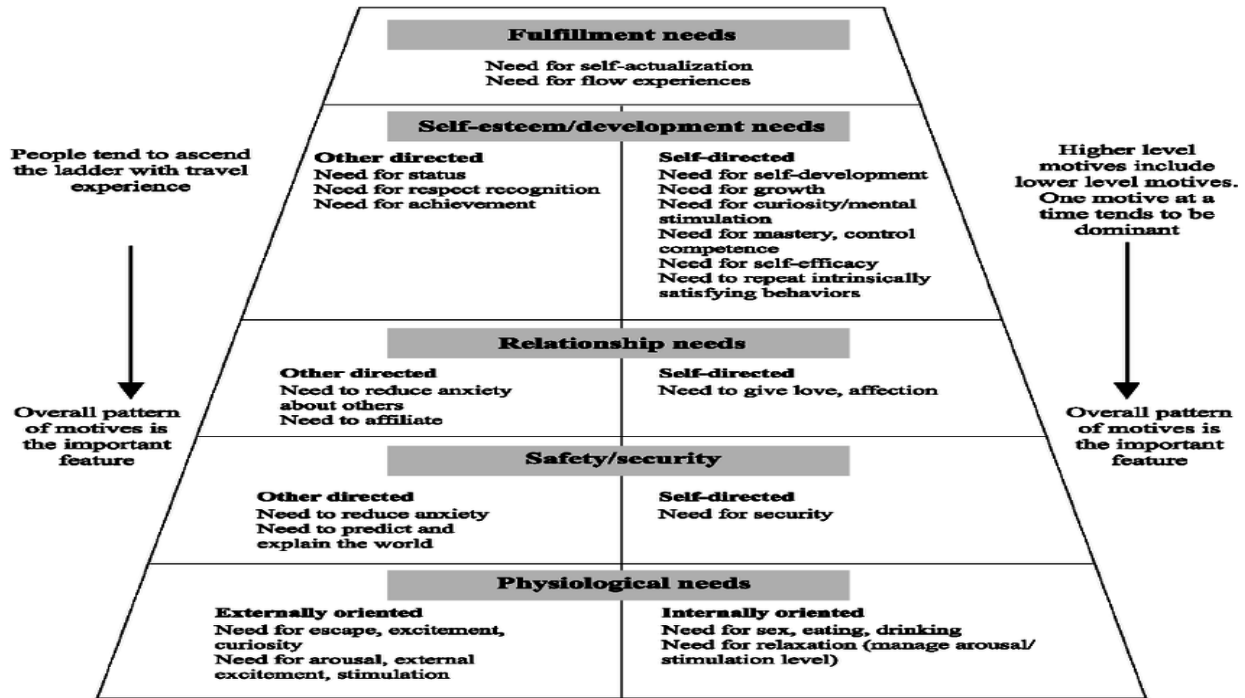 Fulfillment needs
Need for self-actualization
Need for flow experiences
Self-esteem/development needs
People tend to ascend
the ladder with travel
experience
Other directed
Need for status
Need for respect recognition
Need for achievement
Self-directed
Need for self-development
Need for growth
Need for curiosity/mental
stimulation
Need for mastery, control
competence
Need for self-efficacy
Need to repeat intrinsically
satisfying behaviors
Higher level
motives include
lower level motives.
One motive at a
time tends to be
dominant
Relationship needs
Other directed
Need to reduce anxiety
about others
Need to affiliate
Self-directed
Need to give love, affection
Overall pattern
of motives is
the important
feature
Overall pattern
of motives is
the important
feature
Safety/security
Other directed
Need to reduce anxiety
Need to predict and
explain the world
Self-directed
Need for security
Physiological needs
Externally oriented
Need for escape, excitement,
curiosity
Need for arousal, external
excitement, stimulation
Internally oriented
Need for sex, eating, drinking
Need for relaxation (manage arousal/
stimulation level)